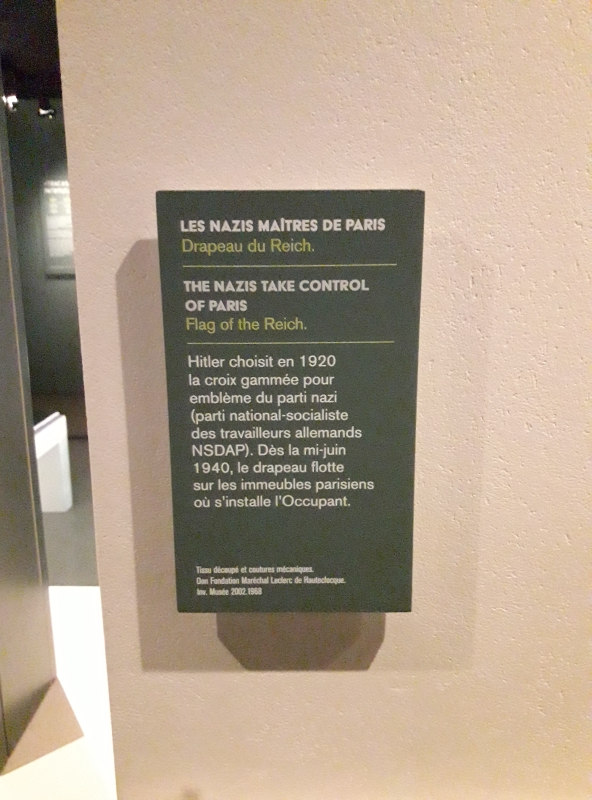 LES NAZIS MAÎTRES DE PARIS
Drapeau du Reich.
THE NAZIS TAKE CONTROL
OF PARIS
Flag of the Reich.
Hitler choisit en 1920
la croix gammée pour
emblème du parti nazi
(parti national-socialiste
des travailleurs allemands
NSDAP). Dès la mi-juin
1940, le drapeau flotte
sur les immeubles parisiens
où s'installe l'Occupant.
Tissu découpé et coutures mécaniques.
Don Fondation Maréchal Leclerc de Hauteclocque.
Inv. Musée 2002.1968